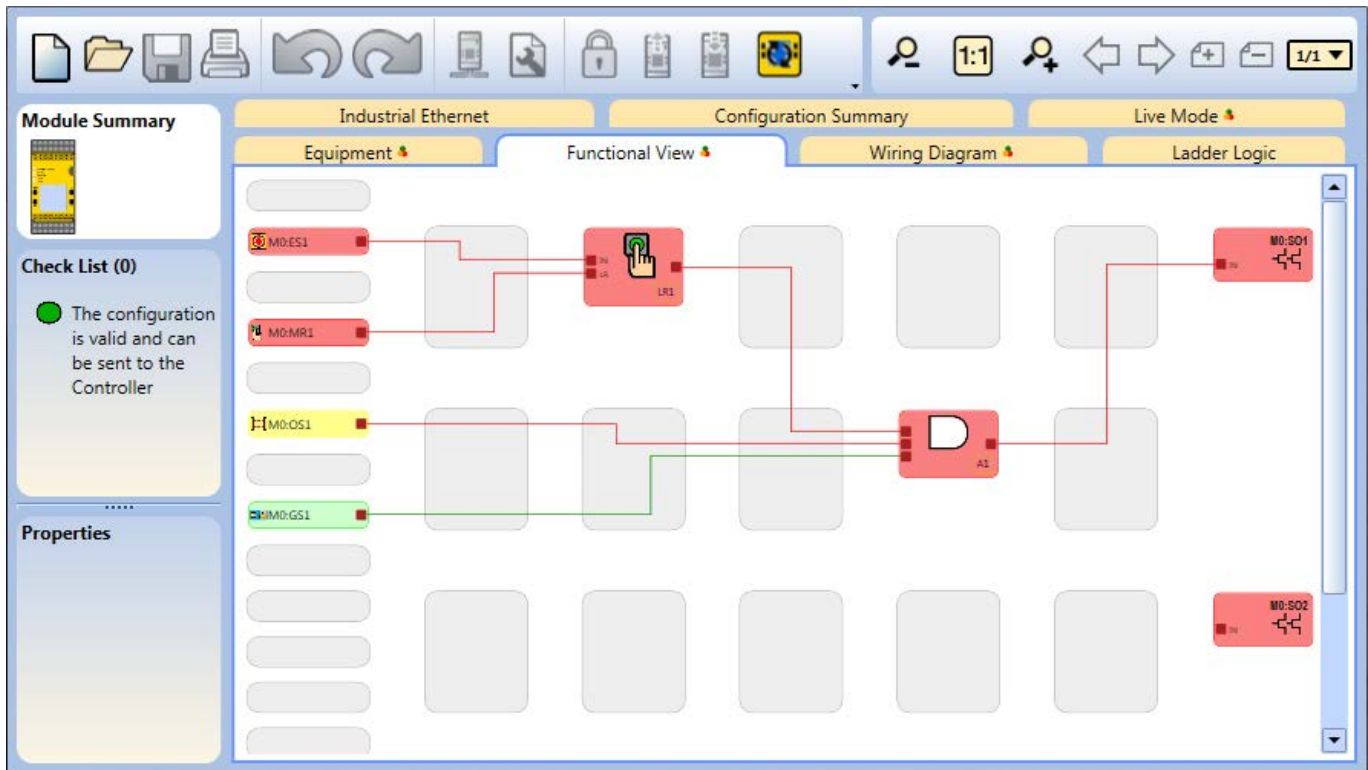 1:1
1/1
Module Summary
Industrial Ethernet
Configuration Summary
Live Mode
Equipment
Functional View
Wiring Diagram
Ladder Logic
Check List (0)
The configuration
is valid and can
be sent to the
Controller
Properties
M0:ES1
IN
LR
LR1
M0:SO1
IN
M0:MR1
M0:OS1
A1
M0:GS1
M0:SO2
IN